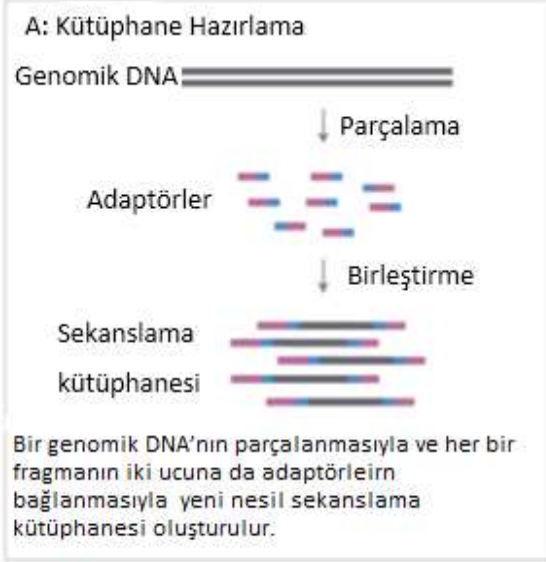 A: Kütüphane Hazırlama
Genomik DNA
Parçalama
Adaptörler
Birleştirme
Sekanslama
kütüphanesi
Bir genomik DNA’nın parçalanmasıyla ve her bir
fragmanın iki ucuna da adaptörleirn
bağlanmasıyla yeni nesil sekanslama
kütüphanesi oluşturulur.